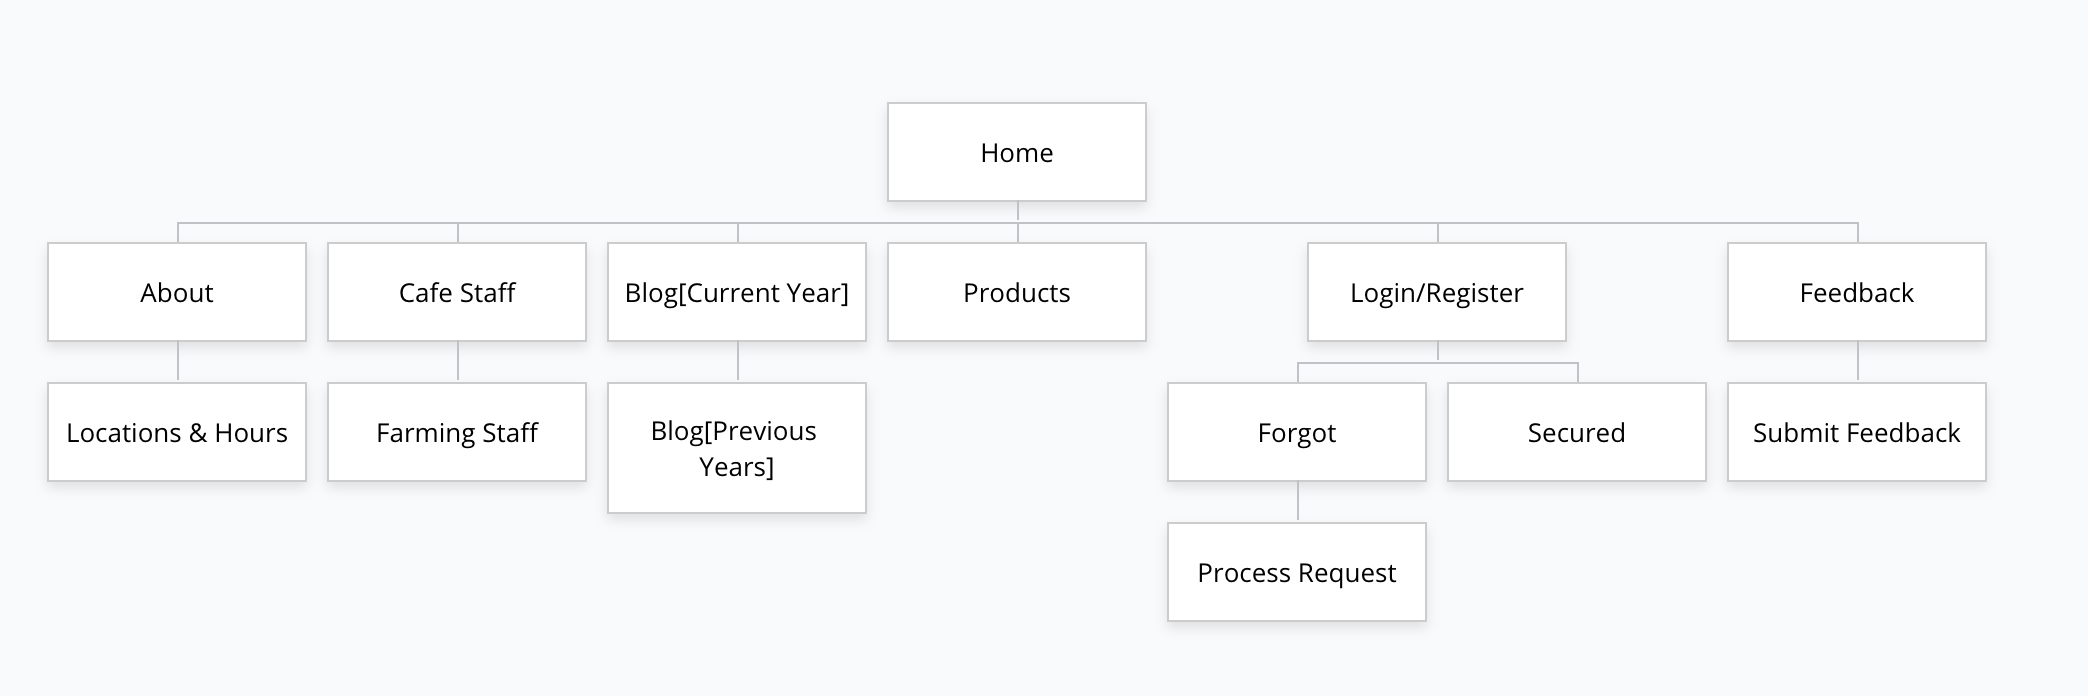 Home
About
Cafe Staff
Blog[Current Year]
Products
Login/Register
Feedback
Locations & Hours
Farming Staff
Blog[Previous
Years]
Forgot
Secured
Submit Feedback
Process Request